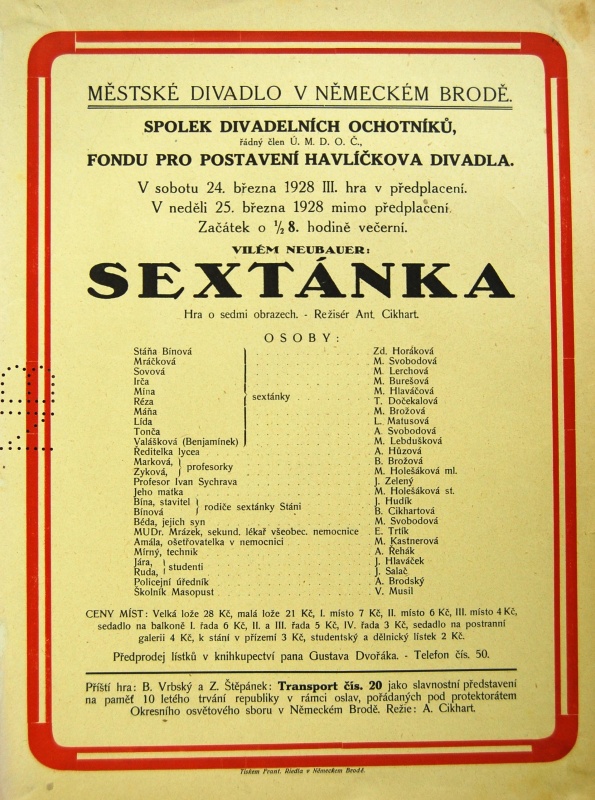 MĚSTSKÉ DIVADLO V NĚMECKÉM BRODĚ.
SPOLEK DIVADELNÍCH OCHOTNÍKŮ,
řádný člen Ú. M. D. O. Č.,
FONDU PRO POSTAVENÍ HAVLÍČKOVA DIVADLA.
V sobotu 24. března 1928 III. hra v předplacení.
V neděli 25. března 1928 mimo předplacení.
Začátek o ½ 8. hodině večerní.
VILÉM NEUBAUER:
SEXTÁNKA
Hra o sedmi obrazech. - Režisér Ant. Cikhart.
OSOBY:
Stáňa Bínová Zd. Horáková
Mráčková M. Svobodová
Sovová M. Lerchová
Irča M. Burešová
Mina M. Hlaváčová
sextánky
Réza T. Dočekalová
Máňa M. Brožová
Lída L. Matusová
Tonča A. Svobodová
Valášková (Benjamínek) M. Lebdušková
Ředitelka lycea A. Hůzová
Marková, B. Brožová
profesorky
Zyková, M. Holešáková ml.
Profesor Ivan Sychrava J. Zelený
Jeho matka M. Holešáková st.
Bína, stavitel J. Hudík
rodiče sextánky Stáni
Bínová B. Cikhartová
Béda, jejich syn M. Svobodová
MUDr. Mrázek, sekund. lékař všeobec. nemocnice E. Trtík
Amála, ošetřovatelka v nemocnici M. Kastnerová
Mírný, technik A. Řehák
Jára, J. Hlaváček
studenti
Ruda, J. Salač
Policejní úředník A. Brodský
Školník Masopust V. Musil
CENY MÍST: Velká lože 28 Kč, malá lože 21 Kč, I. místo 7 Kč, II. místo 6 Kč, III. místo 4 Kč,
sedadlo na balkoně I. řada 6 Kč, II. a III. řada 5 Kč, IV. řada 3 Kč, sedadlo na postranní
galerii 4 Kč, k stání v přízemí 3 Kč, studentský a dělnický lístek 2 Kč.
Předprodej lístků v knihkupectví pana Gustava Dvořáka. - Telefon čís. 50.
Příští hra: B. Vrbský a Z. Štěpánek: Transport čís. 20 jako slavnostní představení
na paměť 10 letého trvání republiky v rámci oslav, pořádaných pod protektorátem
Okresního osvětového sboru v Německém Brodě. Režie: A. Cikhart.
Tiskem Frant. Riedla v Německém Brodě.